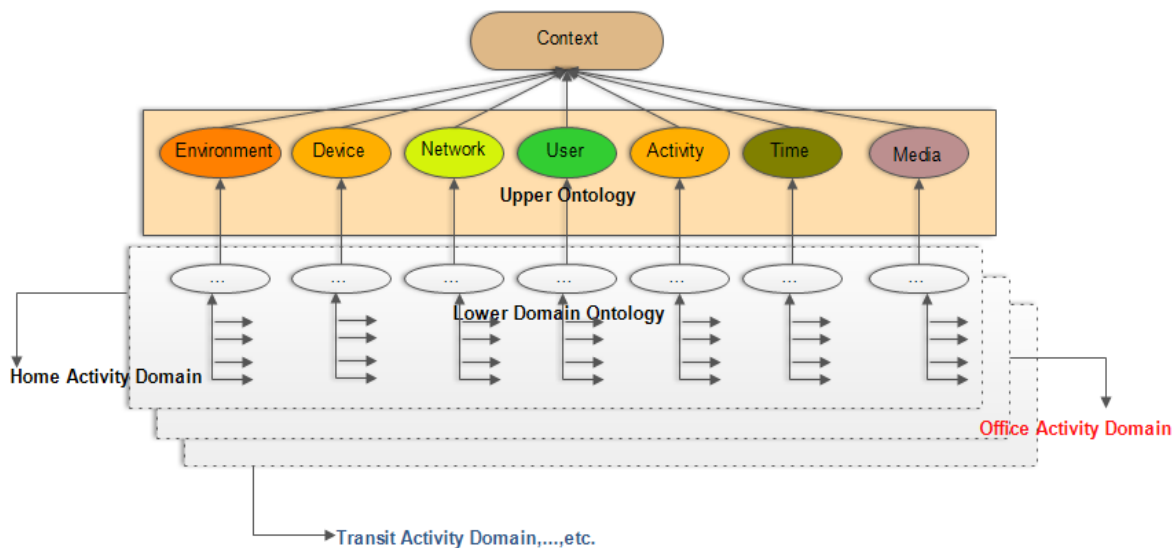 Context
Environment
Device
Network
User
Activity
Time
Media
Upper Ontology
...
...
...
...
...
...
...
Lower Domain Ontology
Home Activity Domain
Office Activity Domain
Transit Activity Domain,...,etc.